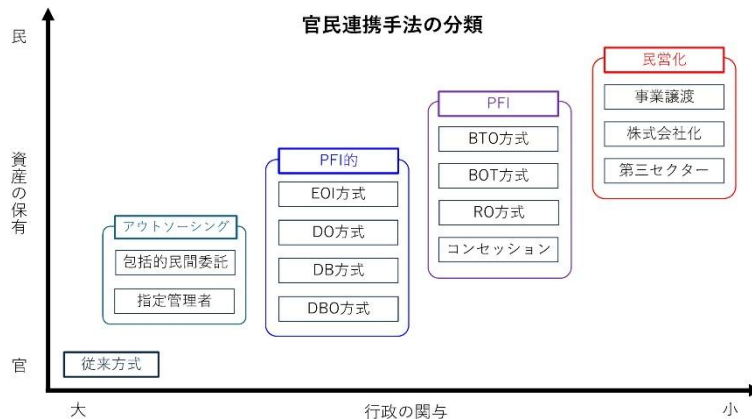 官民連携手法の分類
民
資産の保有
官
従来方式
アウトソーシング
包括的民間委託
指定管理者
PFI的
EOI方式
DO方式
DB方式
DBO方式
PFI
BTO方式
BOT方式
RO方式
コンセッション
民営化
事業譲渡
株式会社化
第三セクター
大
行政の関与
小